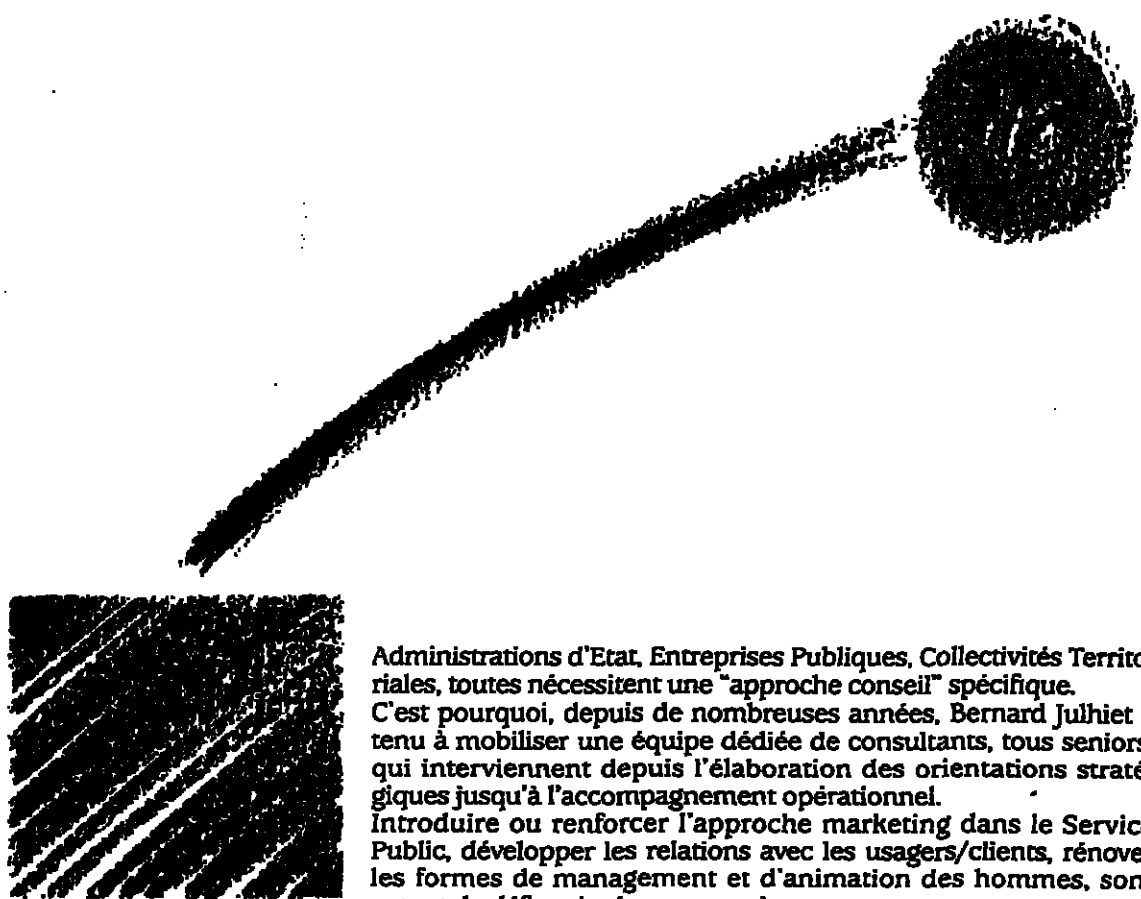 Administrations d'Etat, Entreprises Publiques, Collectivités Territo
riales, toutes nécessitent une "approche conseil" spécifique.
C'est pourquoi, depuis de nombreuses années, Bernard Julhiet
tenu à mobiliser une équipe dédiée de consultants, tous seniors
qui interviennent depuis l'élaboration des orientations straté
giques jusqu'à l'accompagnement opérationnel.
Introduire ou renforcer l'approche marketing dans le Servic
Public, développer les relations avec les usagers/clients, rénove
les formes de management et d'animation des hommes, son